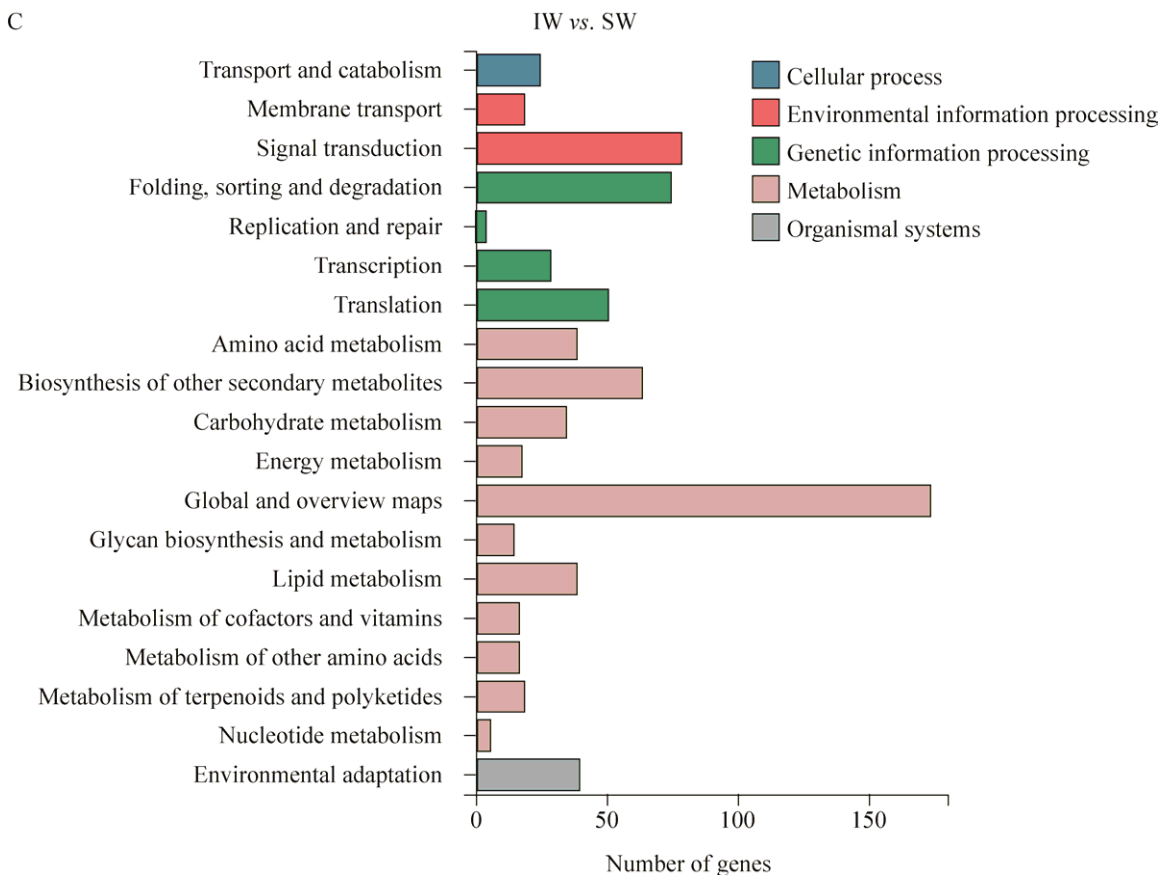 C
IW vs. SW
Transport and catabolism
Membrane transport
Signal transduction
Folding, sorting and degradation
Replication and repair
Transcription
Translation
Amino acid metabolism
Biosynthesis of other secondary metabolites
Carbohydrate metabolism
Energy metabolism
Global and overview maps
Glycan biosynthesis and metabolism
Lipid metabolism
Metabolism of cofactors and vitamins
Metabolism of other amino acids
Metabolism of terpenoids and polyketides
Nucleotide metabolism
Environmental adaptation
Cellular process
Environmental information processing
Genetic information processing
Metabolism
Organismal systems
0 50 100 150
Number of genes